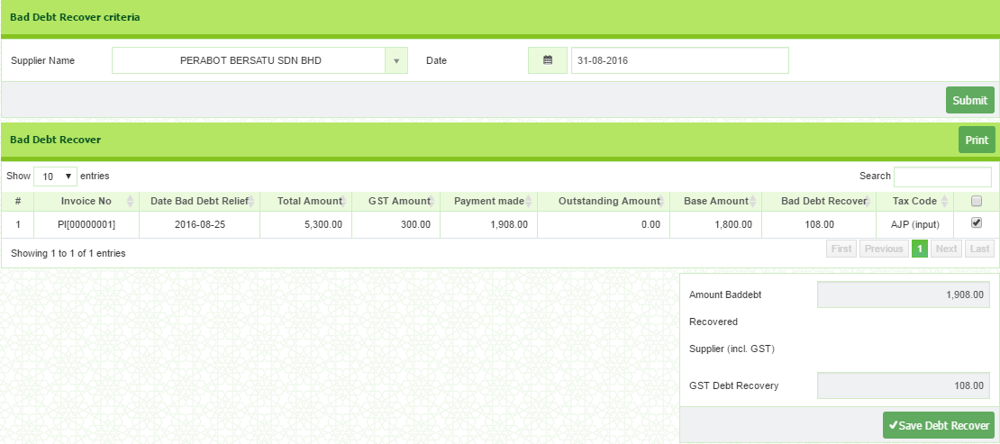 Bad Debt Recover criteria
Supplier Name PERABOT BERSATU SDN BHD Date 31-08-2016
Submit
Bad Debt Recover Print
Show 10 entries Search
# Invoice No Date Bad Debt Relief Total Amount GST Amount Payment made Outstanding Amount Base Amount Bad Debt Recover Tax Code
1 PI[00000001] 2016-08-25 5,300.00 300.00 1,908.00 0.00 1,800.00 108.00 AJP (input)
Showing 1 to 1 of 1 entries First Previous 1 Next Last
Amount Baddebt 1,908.00
Recovered
Supplier (incl. GST)
GST Debt Recovery 108.00
Save Debt Recover